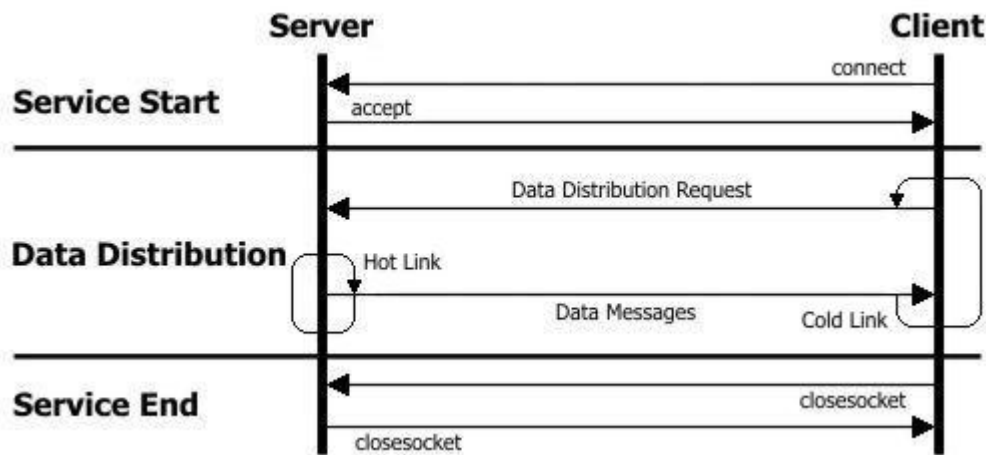 Server
Client
connect
Service Start
accept
Data Distribution Request
Data Distribution
Hot Link
Data Messages
Cold Link
closesocket
Service End
closesocket